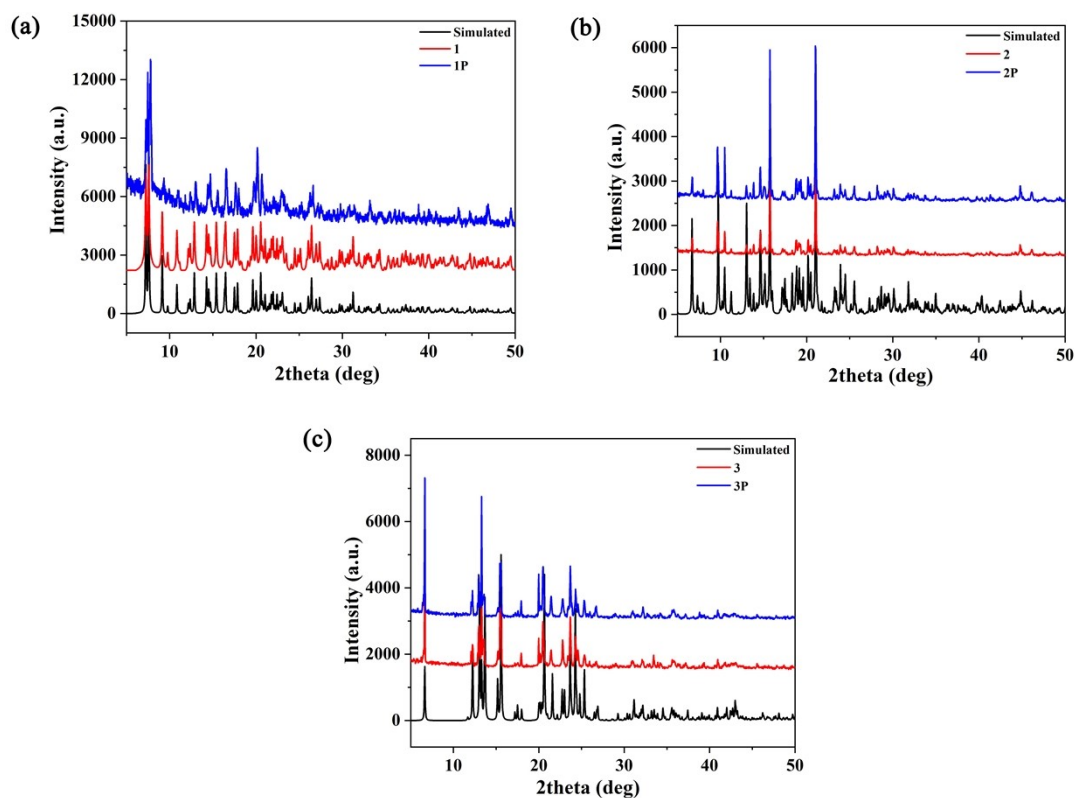 (a)
15000
12000
9000
6000
3000
0
Intensity (a.u.)
Simulated
1
1P
10 20 30 40 50
2theta (deg)
(b)
6000
5000
4000
3000
2000
1000
0
Intensity (a.u.)
Simulated
2
2P
10 20 30 40 50
2theta (deg)
(c)
8000
6000
4000
2000
0
Intensity (a.u.)
Simulated
3
3P
10 20 30 40 50
2theta (deg)